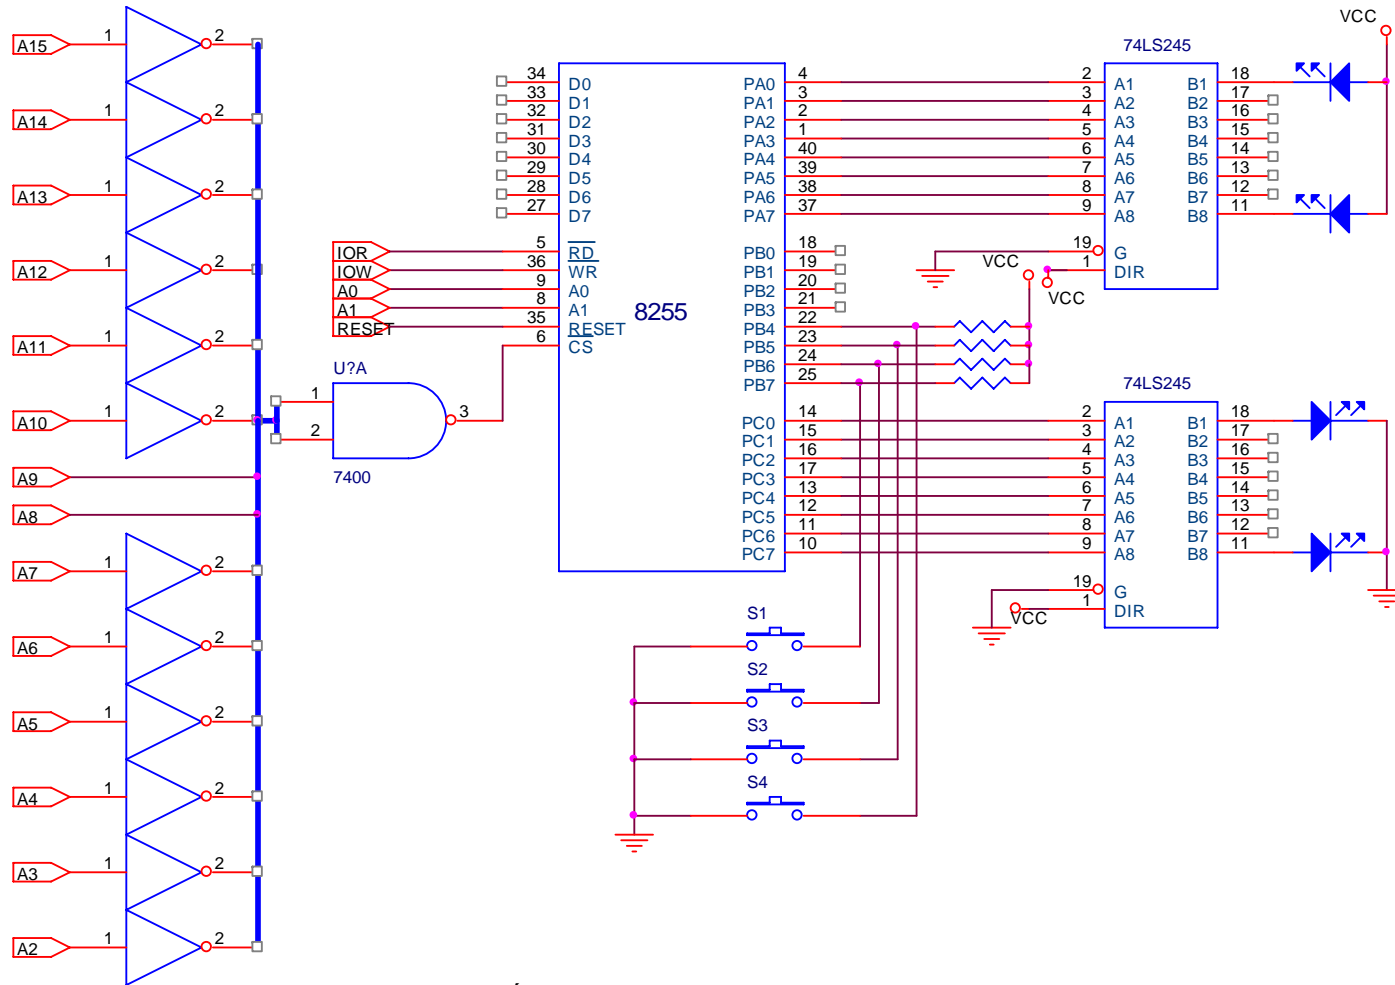 VCC
A15 1 2
A14 1 2
A13 1 2
A12 1 2
A11 1 2
A10 1 2
A9
A8
A7 1 2
A6 1 2
A5 1 2
A4 1 2
A3 1 2
A2 1 2
U?A
1
2
3
7400
IOR
IOW
A0
A1
RESET
34 D0
33 D1
32 D2
31 D3
30 D4
29 D5
28 D6
27 D7
5 RD
36 WR
9 A0
8 A1
35 RESET
6 CS
8255
PA0 4
PA1 3
PA2 2
PA3 1
PA4 40
PA5 39
PA6 38
PA7 37
PB0 18
PB1 19
PB2 20
PB3 21
PB4 22
PB5 23
PB6 24
PB7 25
PC0 14
PC1 15
PC2 16
PC3 17
PC4 13
PC5 12
PC6 11
PC7 10
VCC
VCC
74LS245
2 A1 B1 18
3 A2 B2 17
4 A3 B3 16
5 A4 B4 15
6 A5 B5 14
7 A6 B6 13
8 A7 B7 12
9 A8 B8 11
19 G
1 DIR
74LS245
2 A1 B1 18
3 A2 B2 17
4 A3 B3 16
5 A4 B4 15
6 A5 B5 14
7 A6 B6 13
8 A7 B7 12
9 A8 B8 11
19 G
1 DIR
VCC
S1
S2
S3
S4